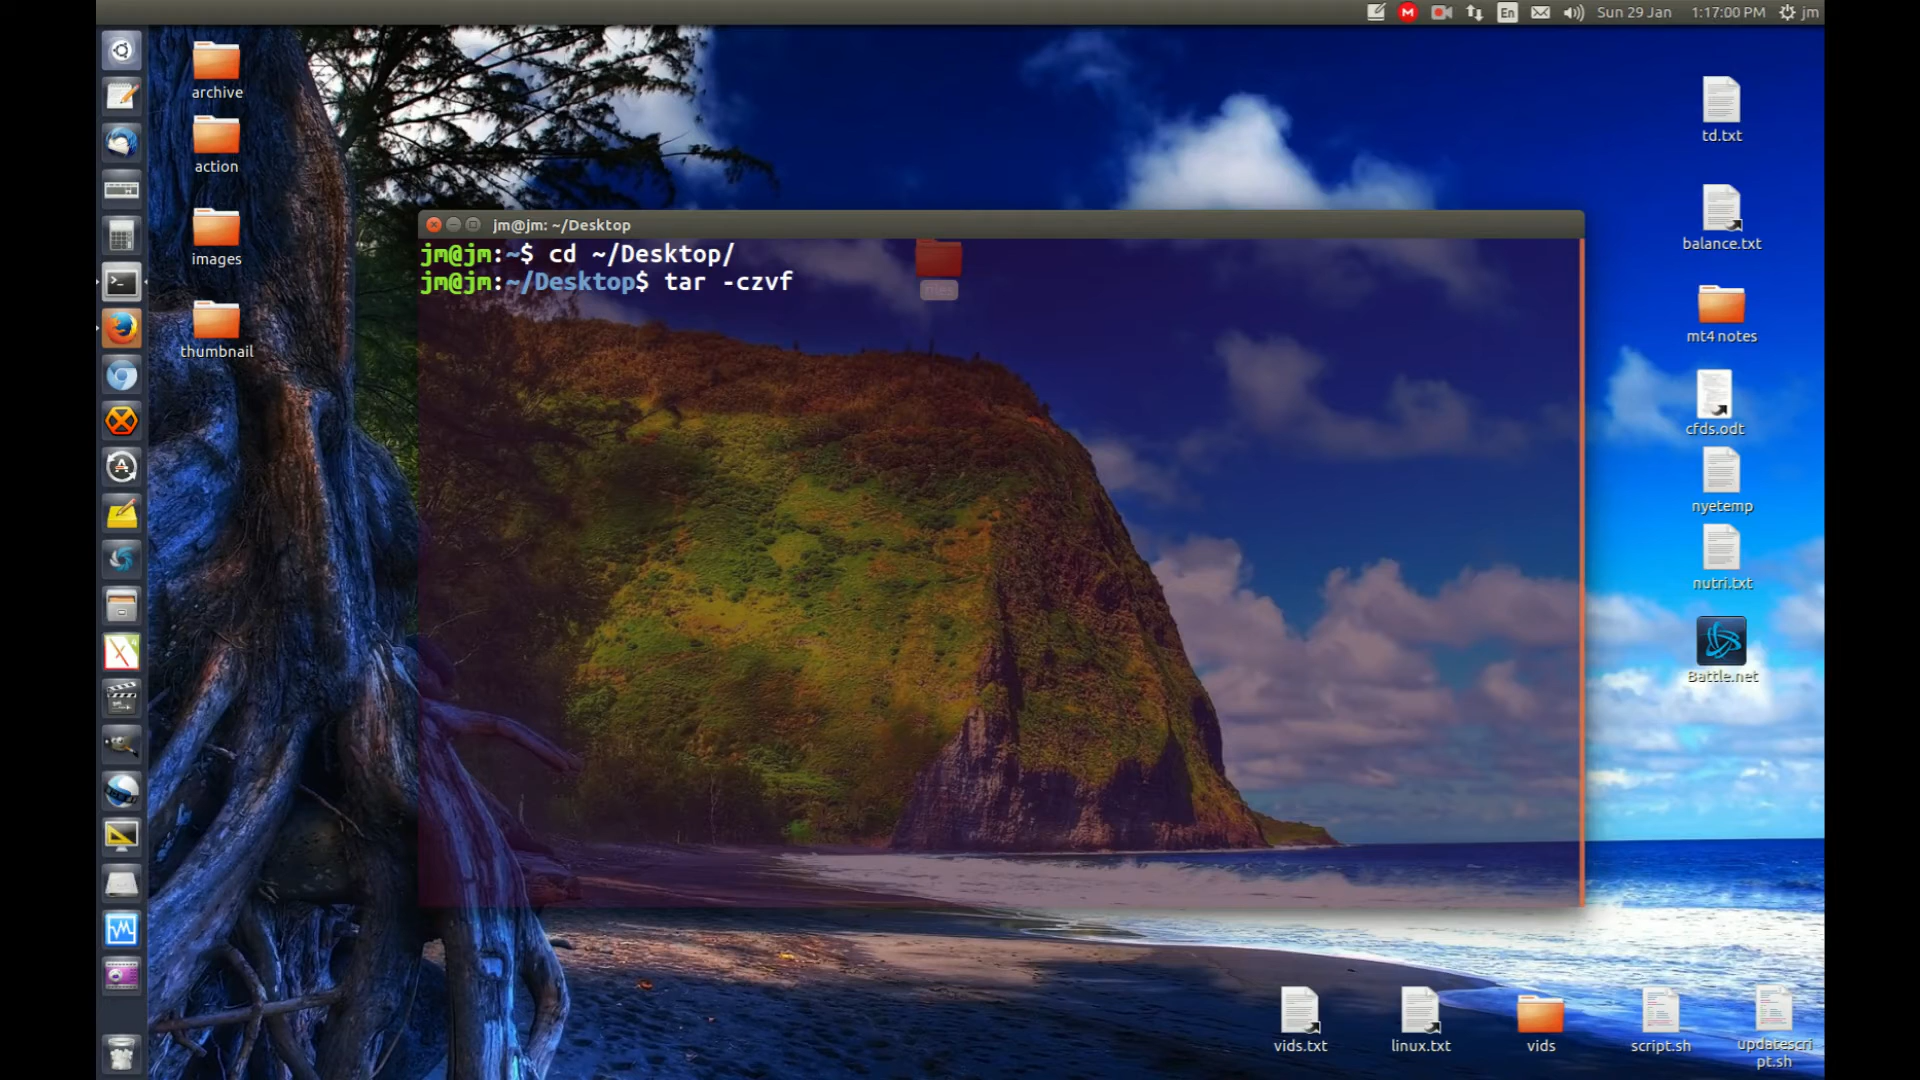 En
Sun 29 Jan
1:17:00 PM
jm
archive
action
images
thumbnail
jm@jm: ~/Desktop
jm@jm:~$ cd ~/Desktop/
jm@jm:~/Desktop$ tar -czvf
files
td.txt
balance.txt
mt4 notes
cfds.odt
nyetemp
nutri.txt
Battle.net
vids.txt
linux.txt
vids
script.sh
updatescri
pt.sh